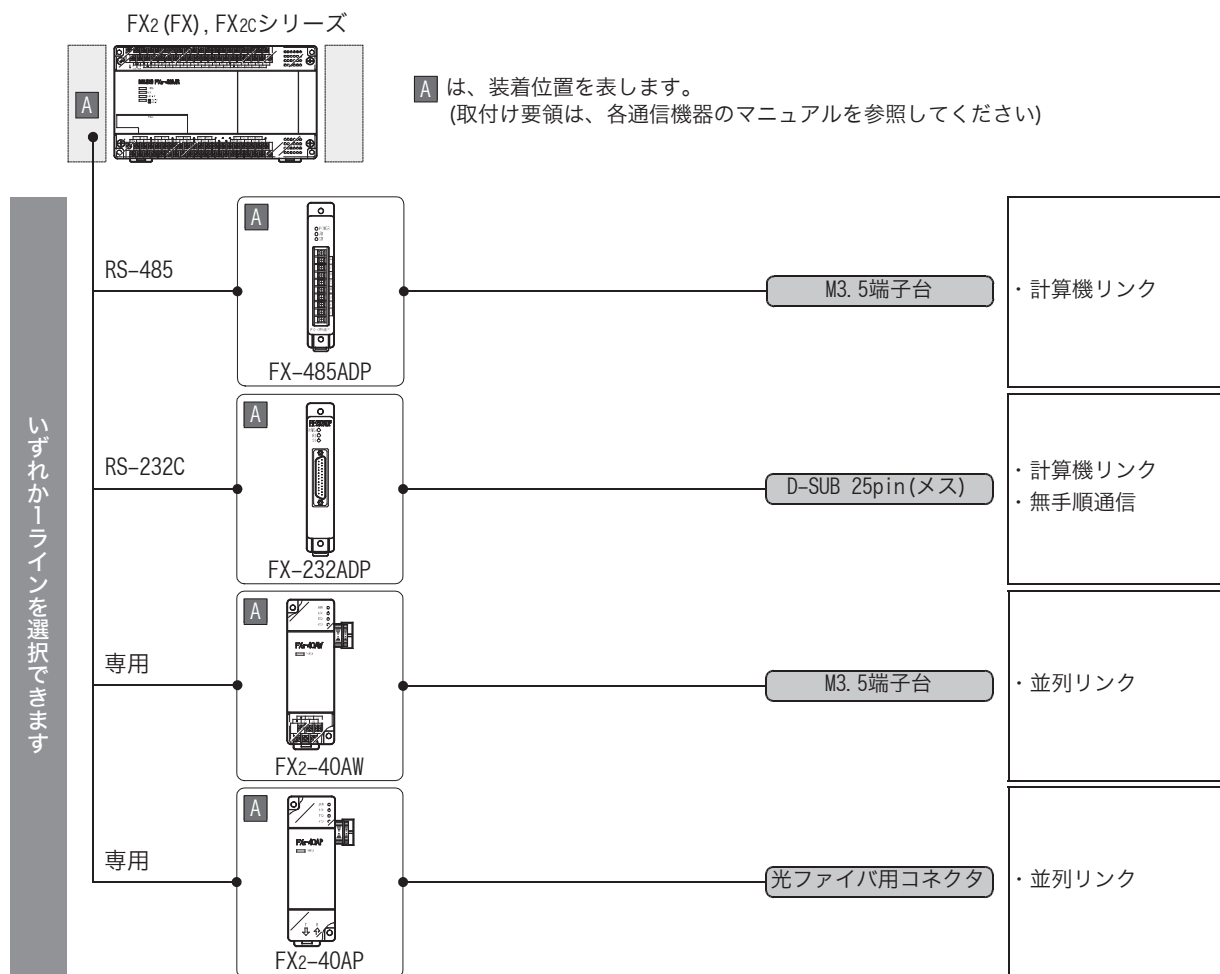 FX2(FX), FX2cシリーズ
A
A は、装着位置を表します。
(取付け要領は、各通信機器のマニュアルを参照してください)
いずれか1ラインを選択できます
RS-485
A
FX-485ADP
M3.5端子台
・計算機リンク
RS-232C
A
FX-232ADP
D-SUB 25pin(メス)
・計算機リンク
・無手順通信
専用
A
FX2-40AW
FX2-40AW
M3.5端子台
・並列リンク
専用
A
FX2-40AP
FX2-40AP
光ファイバ用コネクタ
・並列リンク